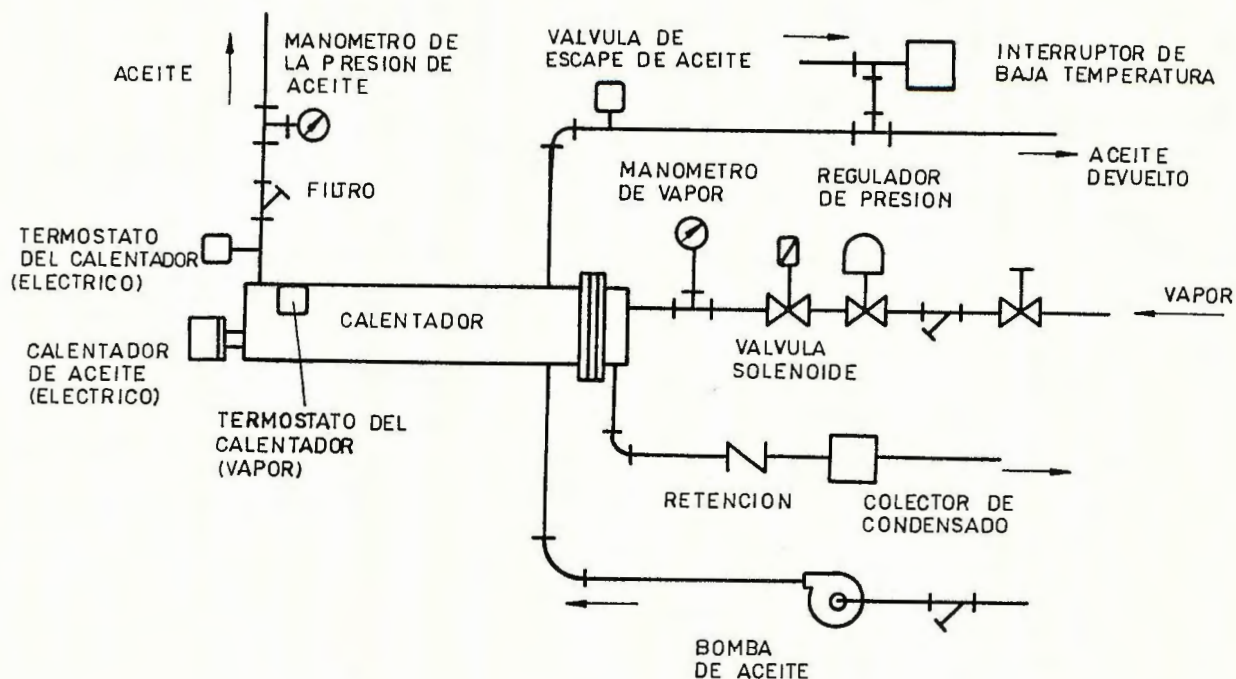 ACEITE
MANOMETRO DE
LA PRESION DE
ACEITE
VALVULA DE
ESCAPE DE ACEITE
INTERRUPTOR DE
BAJA TEMPERATURA
FILTRO
MANOMETRO
DE VAPOR
REGULADOR
DE PRESION
ACEITE
DEVUELTO
TERMOSTATO
DEL CALENTADOR
(ELECTRICO)
CALENTADOR
VAPOR
VALVULA
SOLENOIDE
CALENTADOR
DE ACEITE
(ELECTRICO)
TERMOSTATO DEL
CALENTADOR
(VAPOR)
RETENCION
COLECTOR DE
CONDENSADO
BOMBA
DE ACEITE